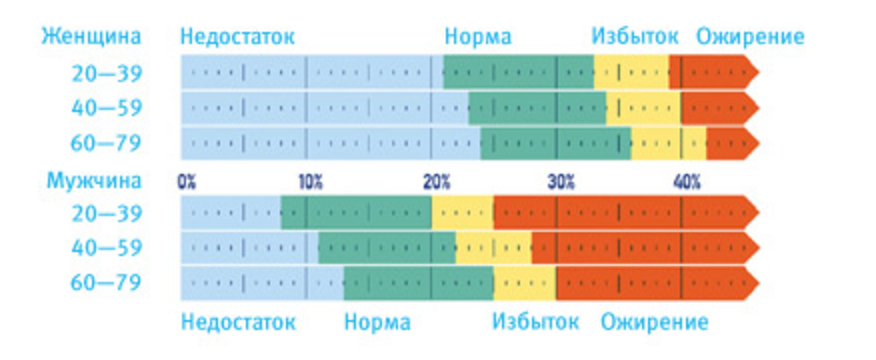 Женщина Недостаток Норма Избыток Ожирение
20—39
40—59
60—79
Мужчина 0% 10% 20% 30% 40%
20—39
40—59
60—79
Недостаток Норма Избыток Ожирение